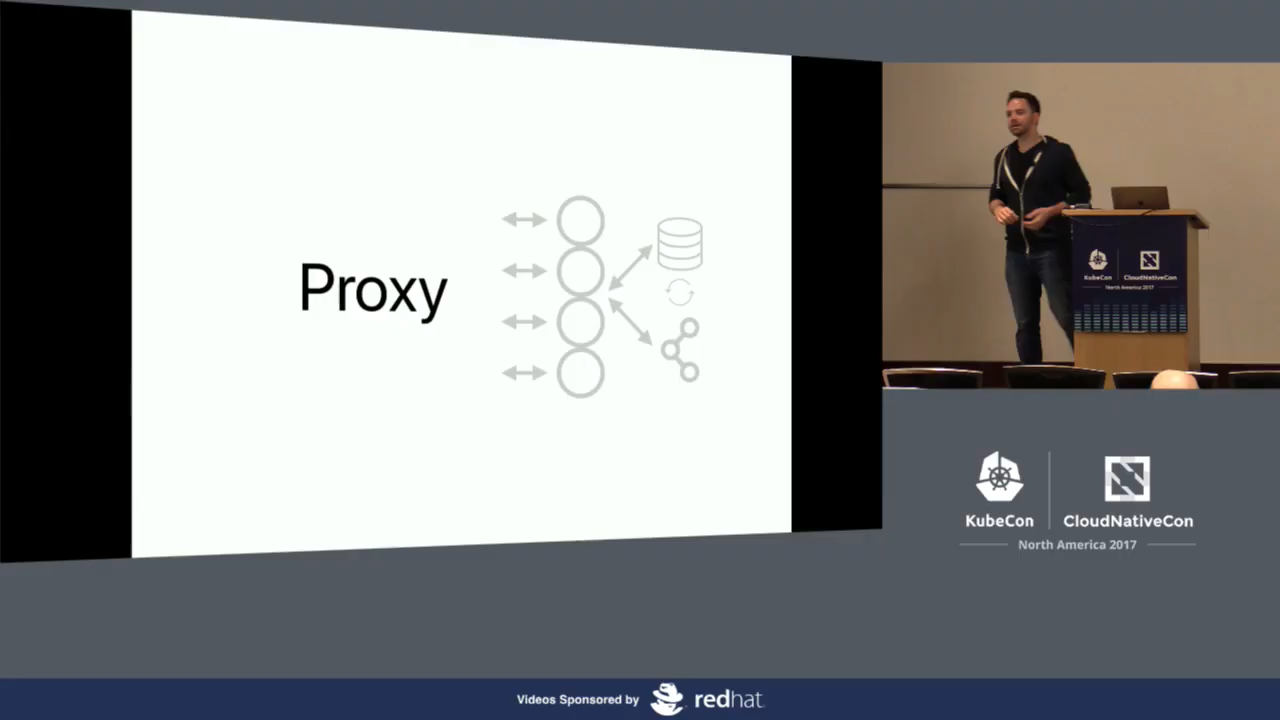 Proxy
KubeCon
CloudNativeCon
North America 2017
KubeCon
CloudNativeCon
North America 2017
Videos Sponsored by redhat